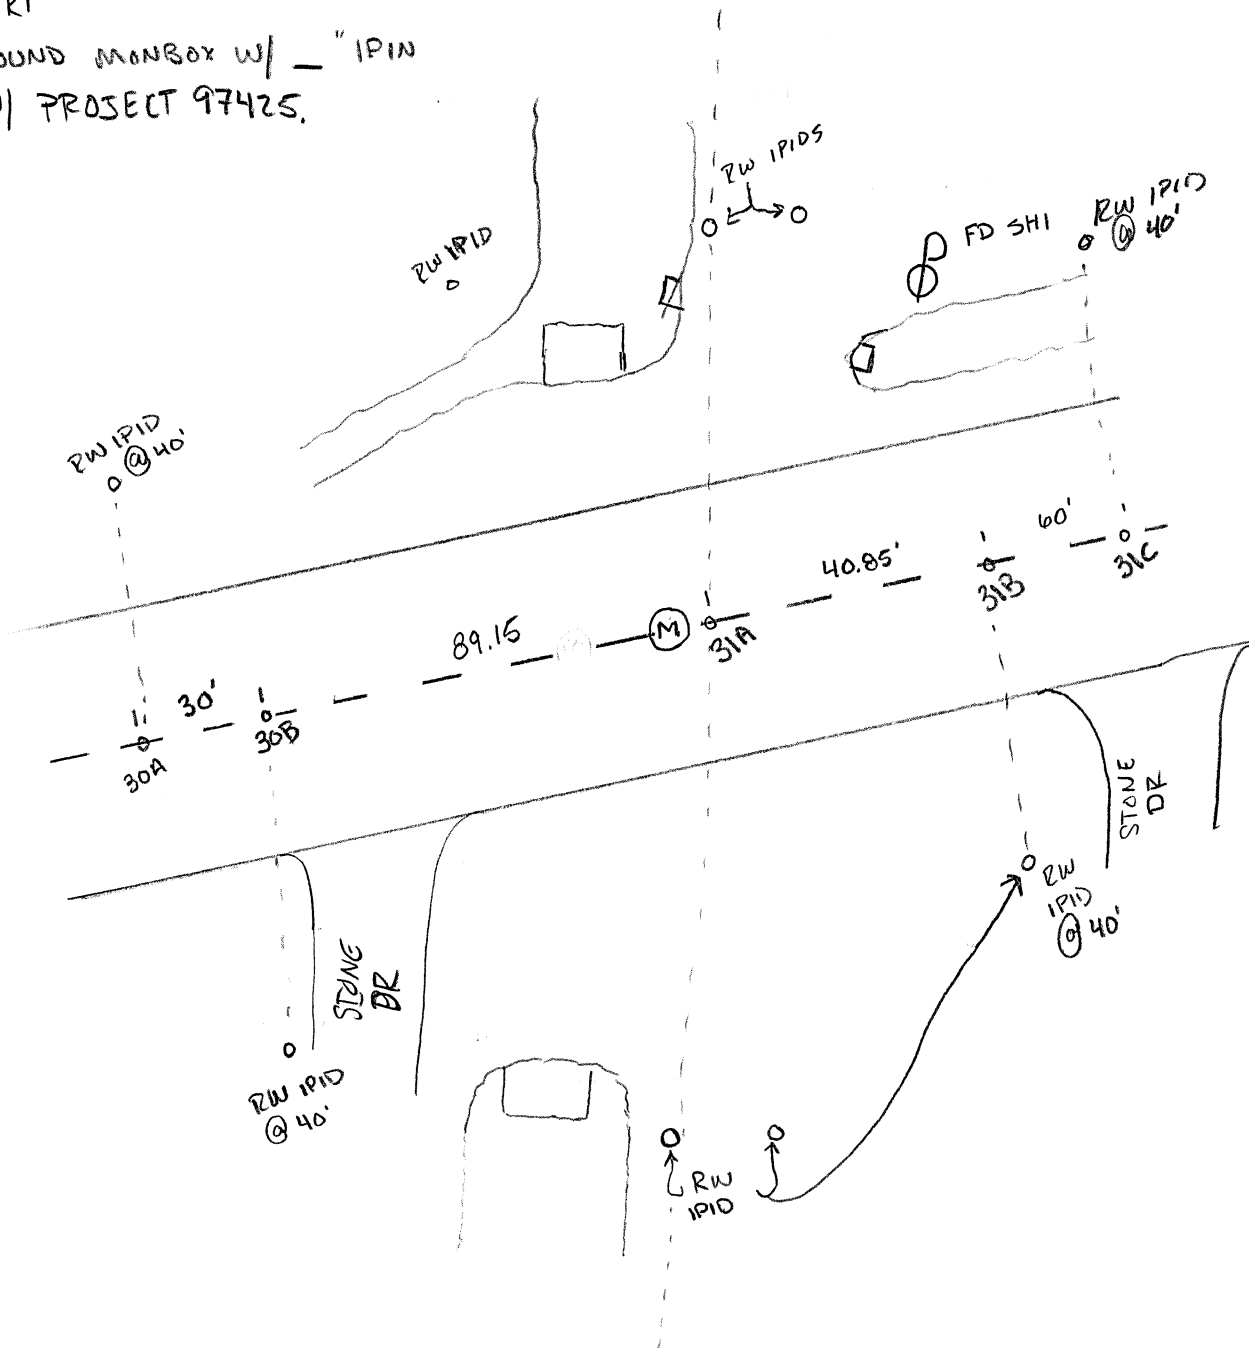 OUND MONBOX W/ _ " IPIN
/ PROJECT 97425.
RW IPIDS
RW IPID
@ 40'
FD SHI
RW IPID
RW IPID
@ 40'
60'
40.85'
31C
31B
89.15
M
31A
30'
30B
30A
STONE
DR
RW
IPID
@ 40'
STONE
DR
RW IPID
@ 40'
RW
IPID